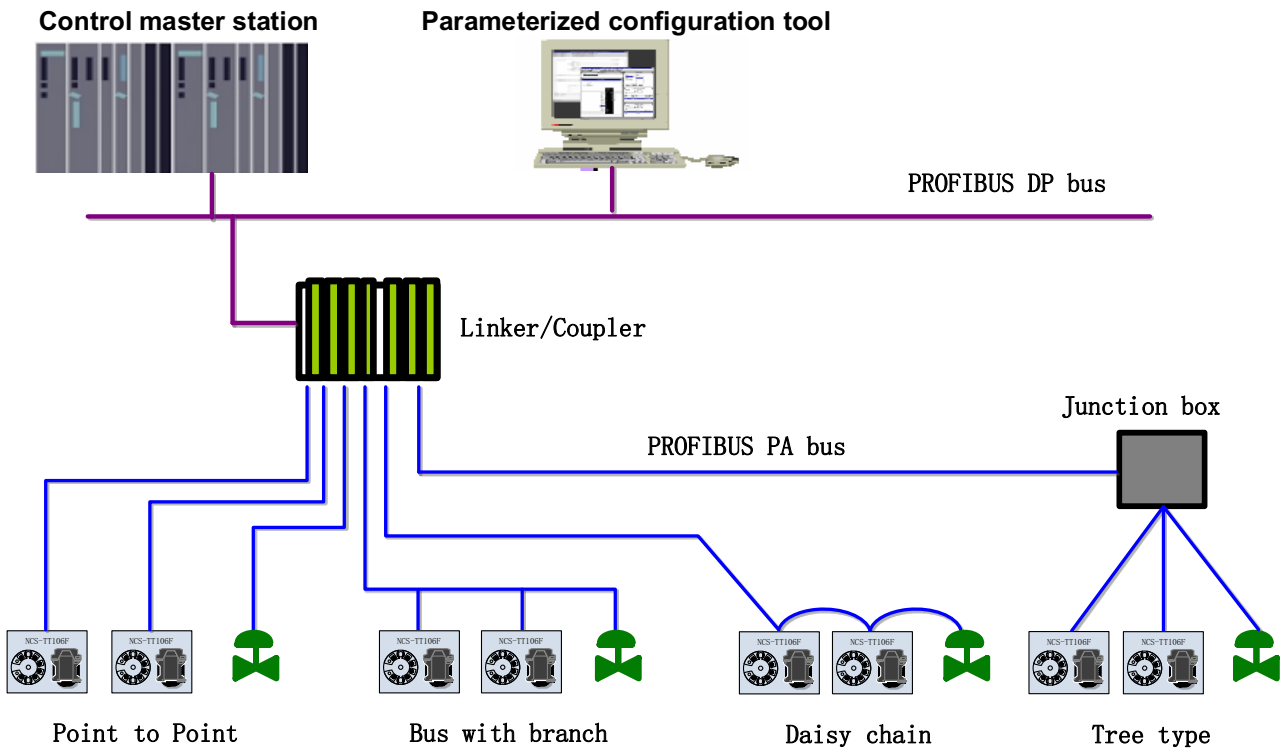 Control master station
Parameterized configuration tool
PROFIBUS DP bus
Linker/Coupler
Junction box
PROFIBUS PA bus
NCS-TT106F
NCS-TT106F
NCS-TT106F
NCS-TT106F
NCS-TT106F
NCS-TT106F
NCS-TT106F
NCS-TT106F
Point to Point
Bus with branch
Daisy chain
Tree type